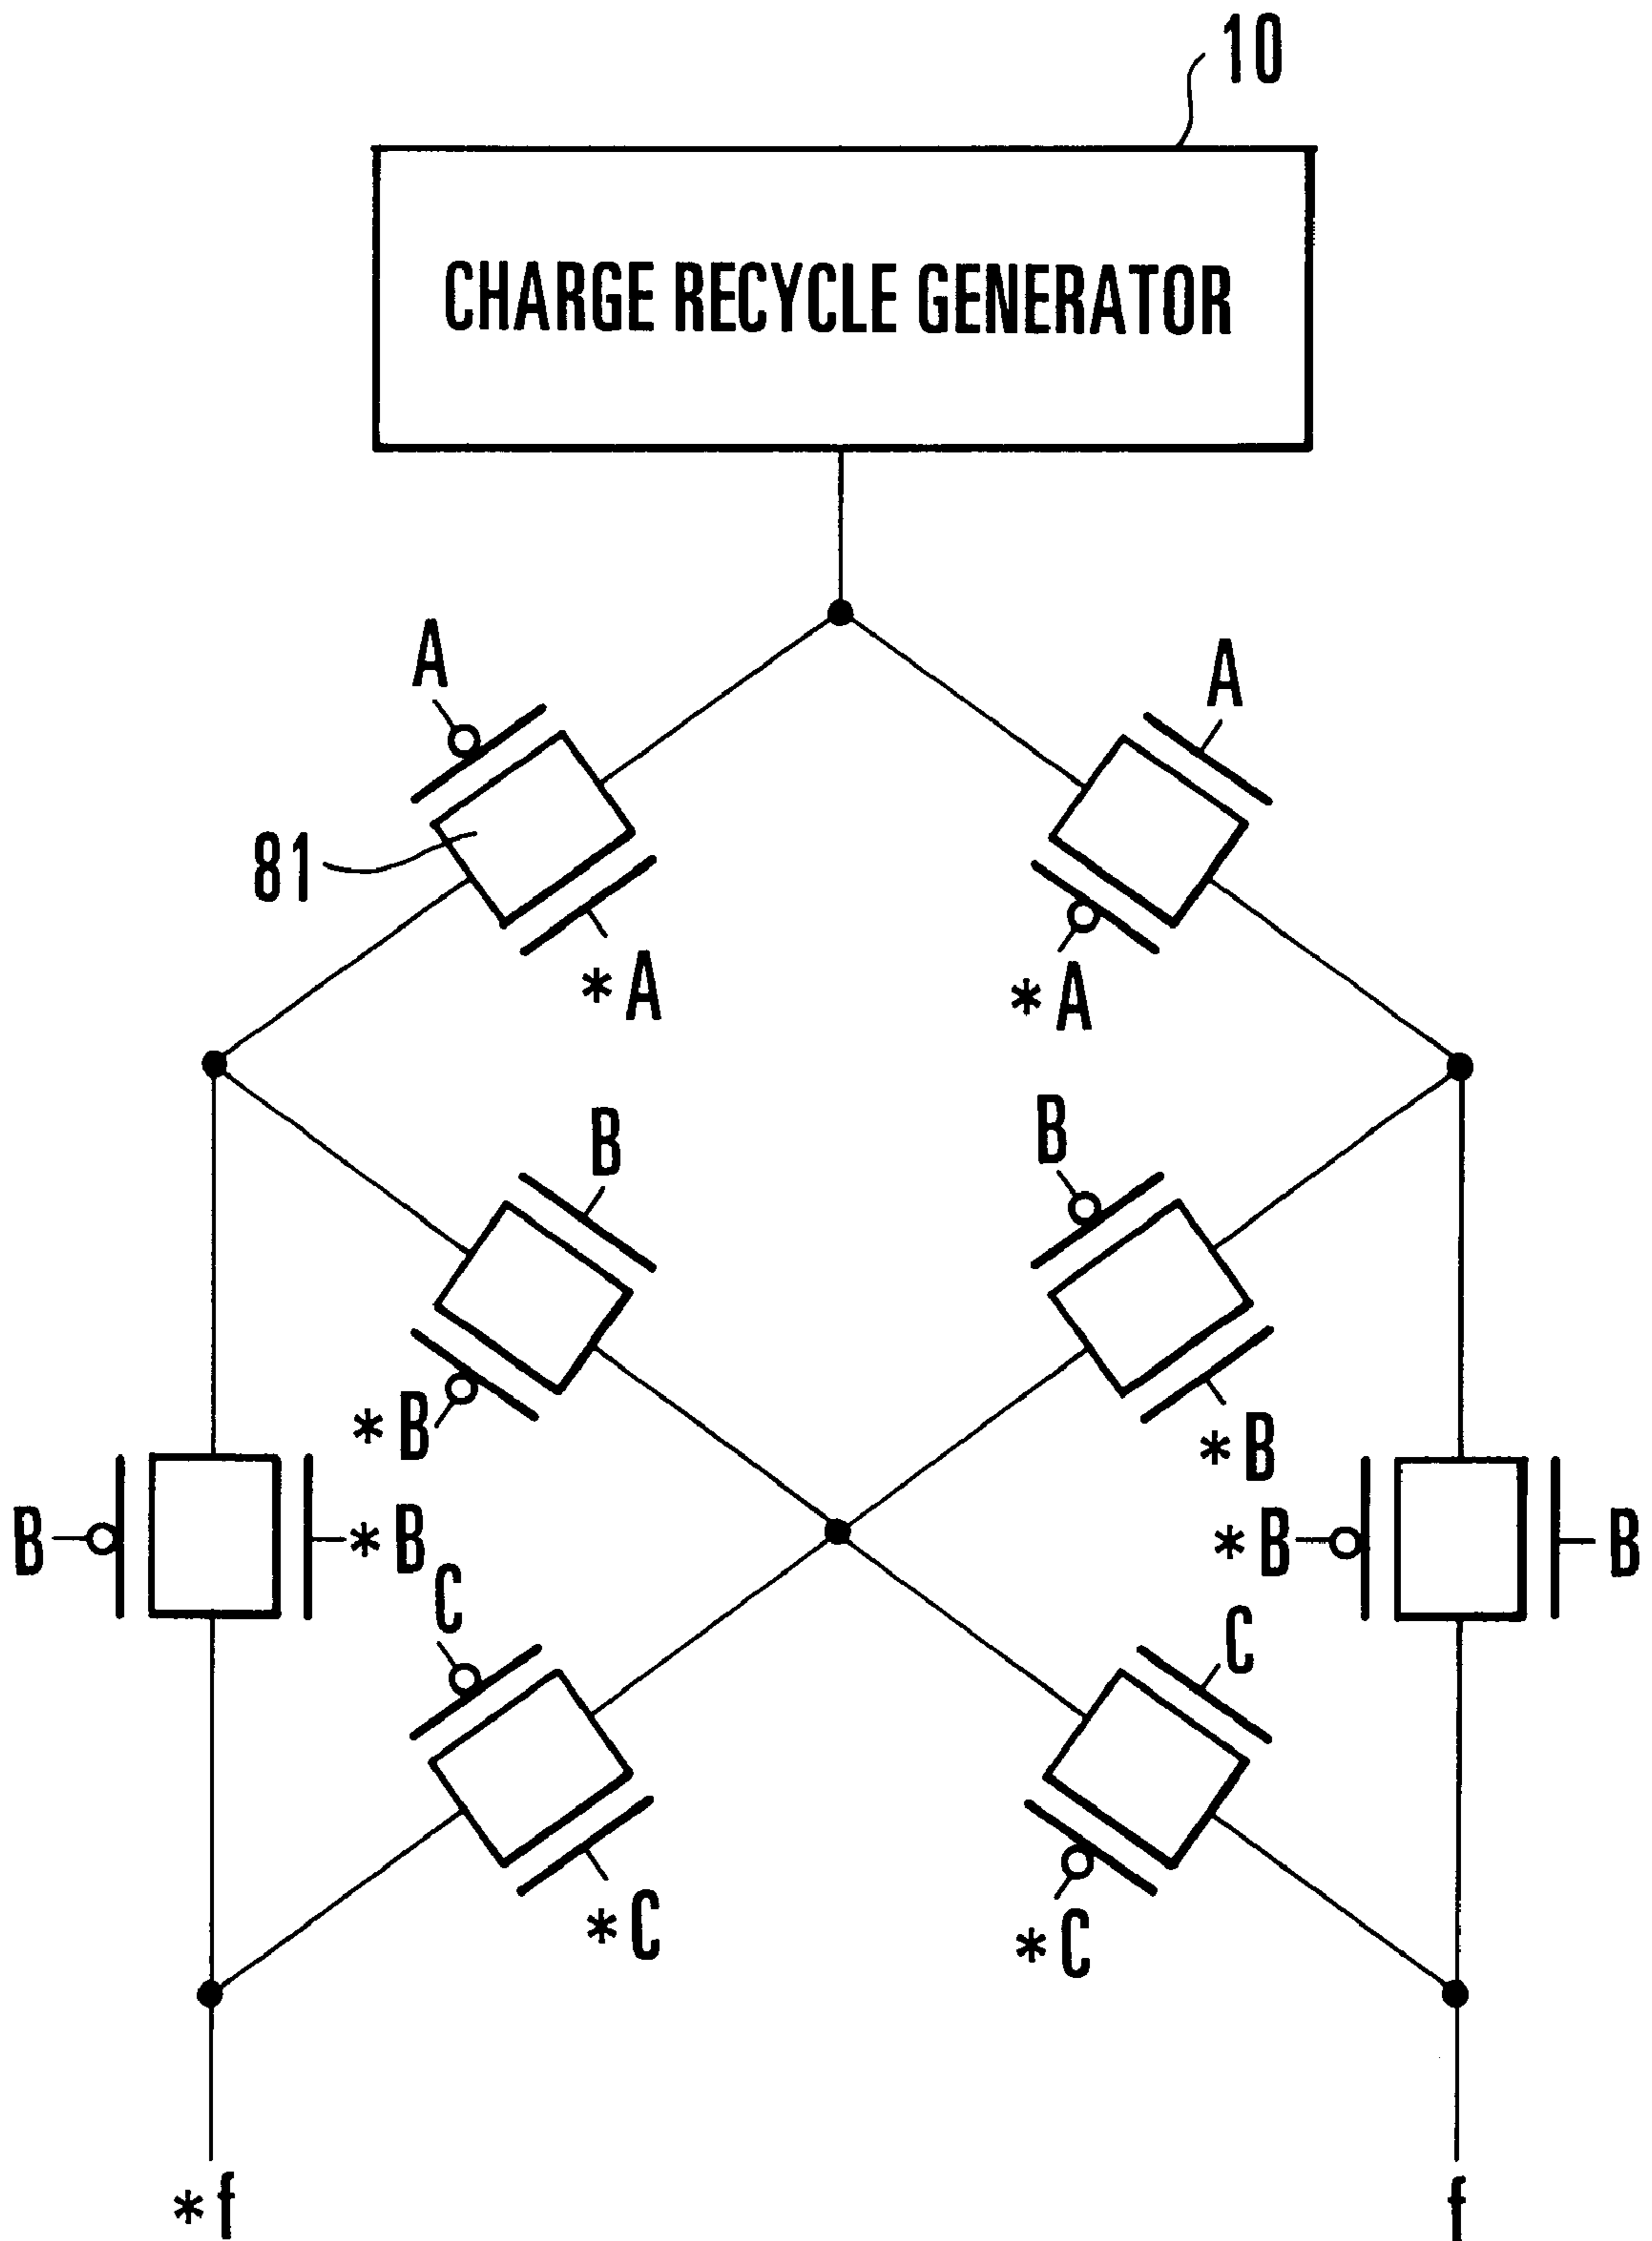 10
CHARGE RECYCLE GENERATOR
A
A
81
*A
*A
B
B
*B
*B
B
*B
*B
B
C
C
*C
*C
*f
f